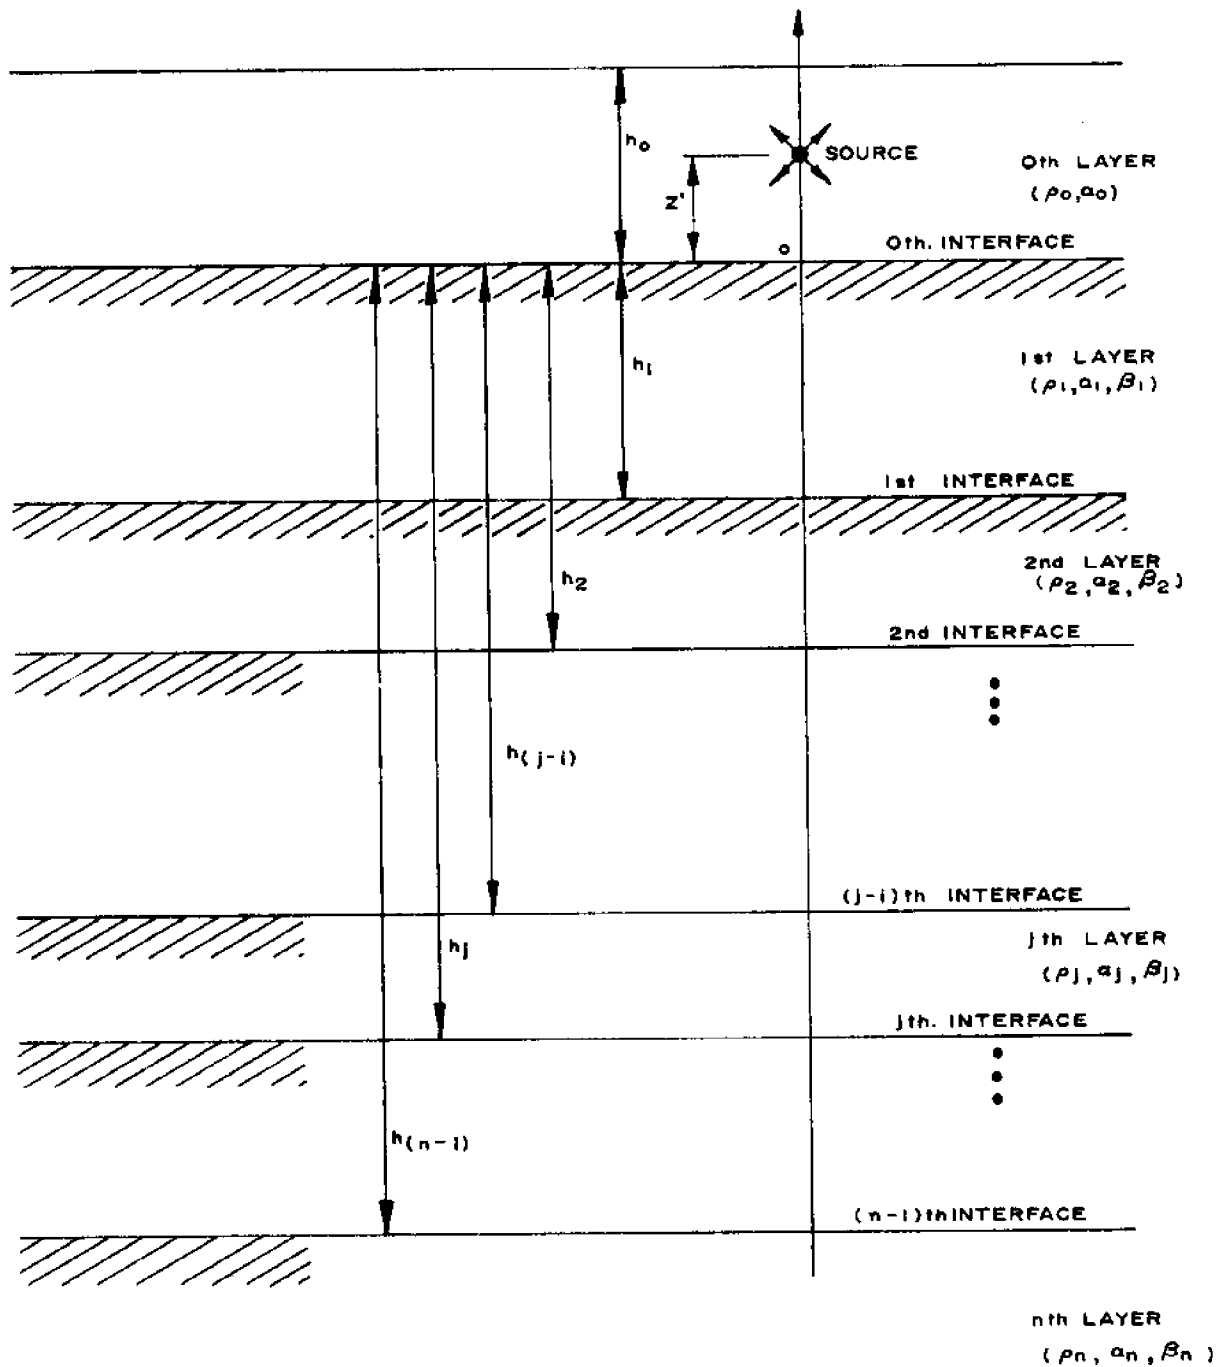 h₀
SOURCE
0th LAYER
(ρ₀,α₀)
z'
o
0th. INTERFACE
h₁
1st LAYER
(ρ₁,α₁,β₁)
1st INTERFACE
2nd LAYER
(ρ₂,α₂,β₂)
h₂
2nd INTERFACE
h(j-i)
(j-i)th INTERFACE
hj
jth LAYER
(ρj,αj,βj)
jth. INTERFACE
h(n-1)
(n-1)th INTERFACE
nth LAYER
(ρn, αn, βn)